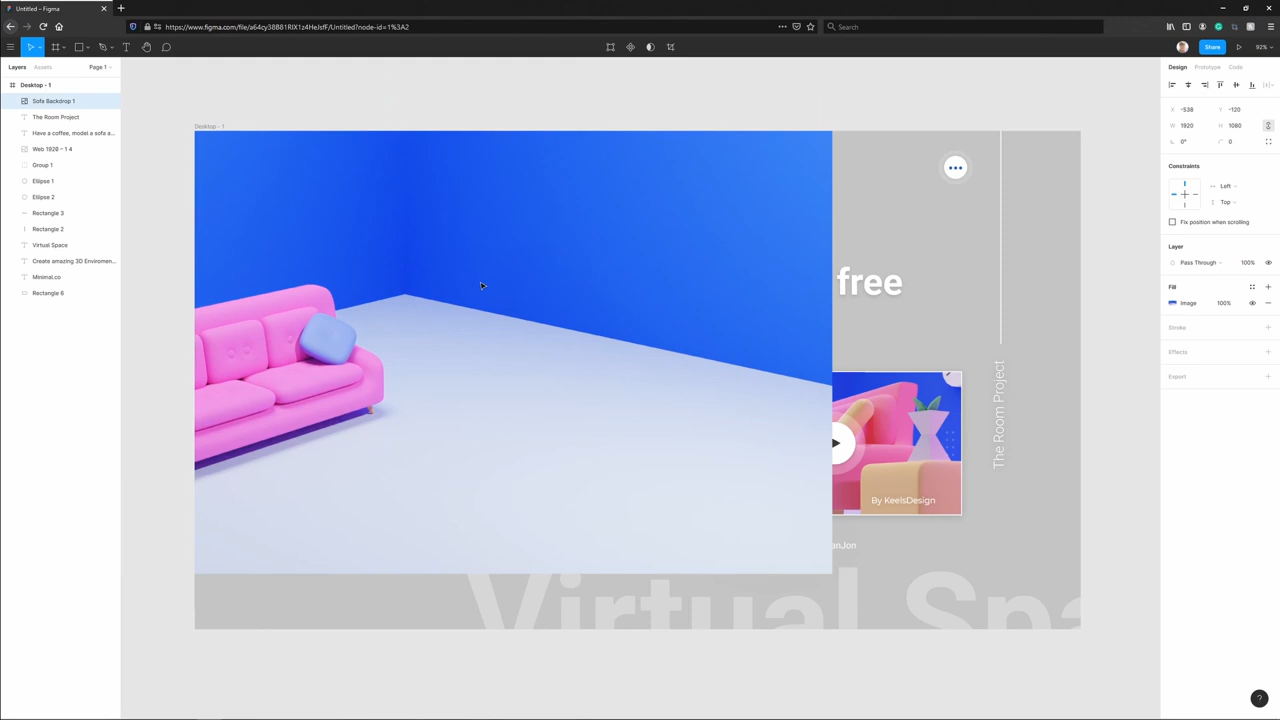 Untitled – Figma
https://www.figma.com/file/a64cy38B81RIX1z4HeJsfF/Untitled?node-id=1%3A2
Search
Share
92%
Layers
Assets
Page 1
Design
Prototype
Code
Desktop - 1
Sofa Backdrop 1
The Room Project
Have a coffee, model a sofa a...
Web 1920 – 1 4
Group 1
Ellipse 1
Ellipse 2
Rectangle 3
Rectangle 2
Virtual Space
Create amazing 3D Enviromen...
Minimal.co
Rectangle 6
Desktop - 1
free
The Room Project
By KeelsDesign
anJon
Virtual Spa
X -538 Y -120
W 1920 H 1080
0° 0
Constraints
Left
Top
Fix position when scrolling
Layer
Pass Through 100%
Fill
Image 100%
Stroke
Effects
Export
?